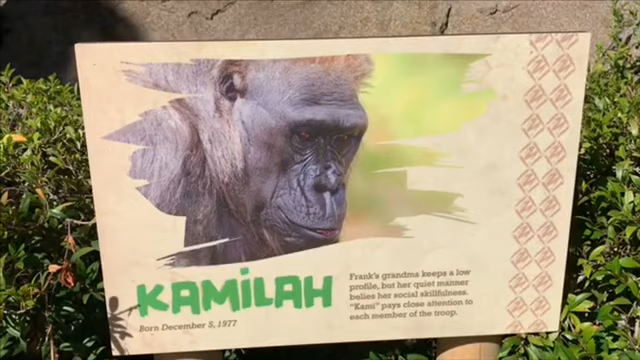 KAMILAH
Born December 5, 1977
Frank's grandma keeps a low
profile, but her quiet manner
belies her social skillfulness.
"Kami" pays close attention to
each member of the troop.